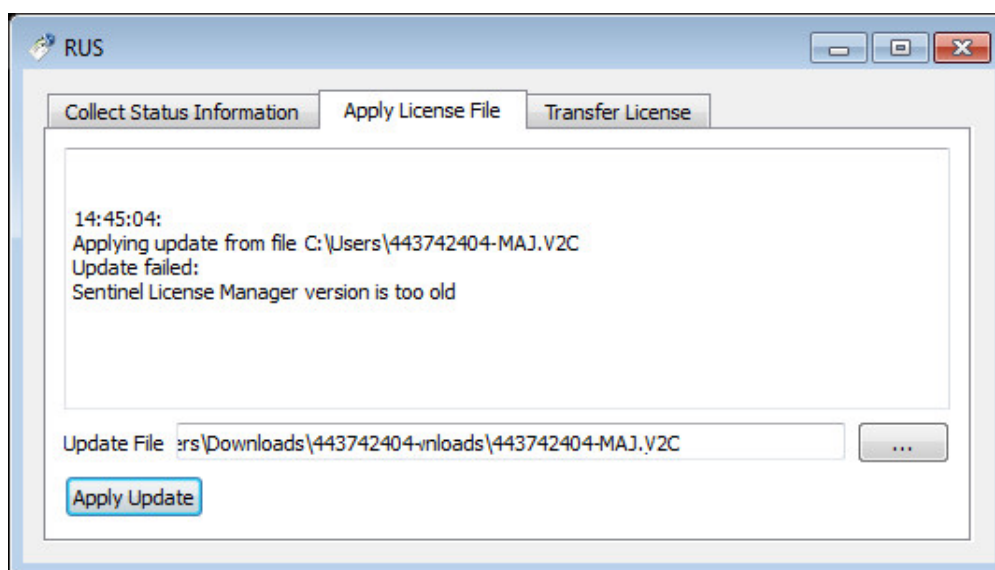 RUS
Collect Status Information Apply License File Transfer License
14:45:04:
Applying update from file C:\Users\443742404-MAJ.V2C
Update failed:
Sentinel License Manager version is too old
Update File ers\Downloads\443742404-wnloads\443742404-MAJ.V2C ...
Apply Update